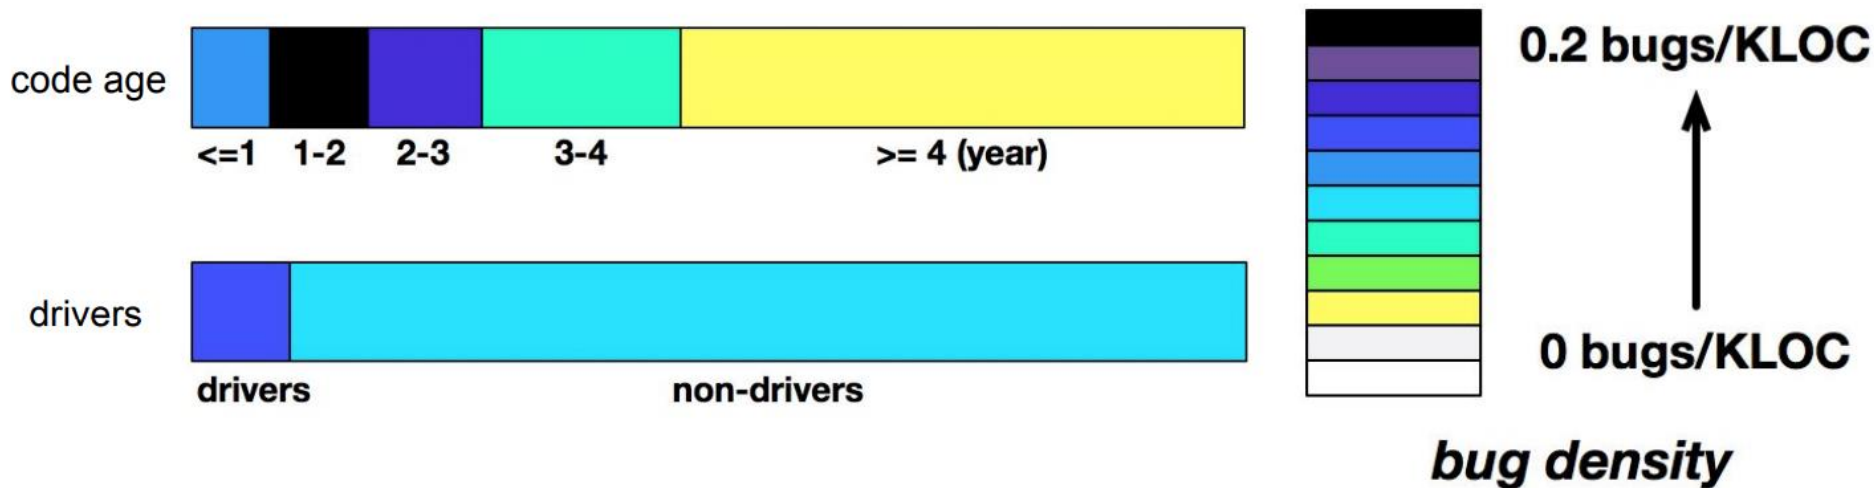 code age
<=1 1-2 2-3 3-4 >= 4 (year)
drivers
drivers non-drivers
0.2 bugs/KLOC
0 bugs/KLOC
bug density